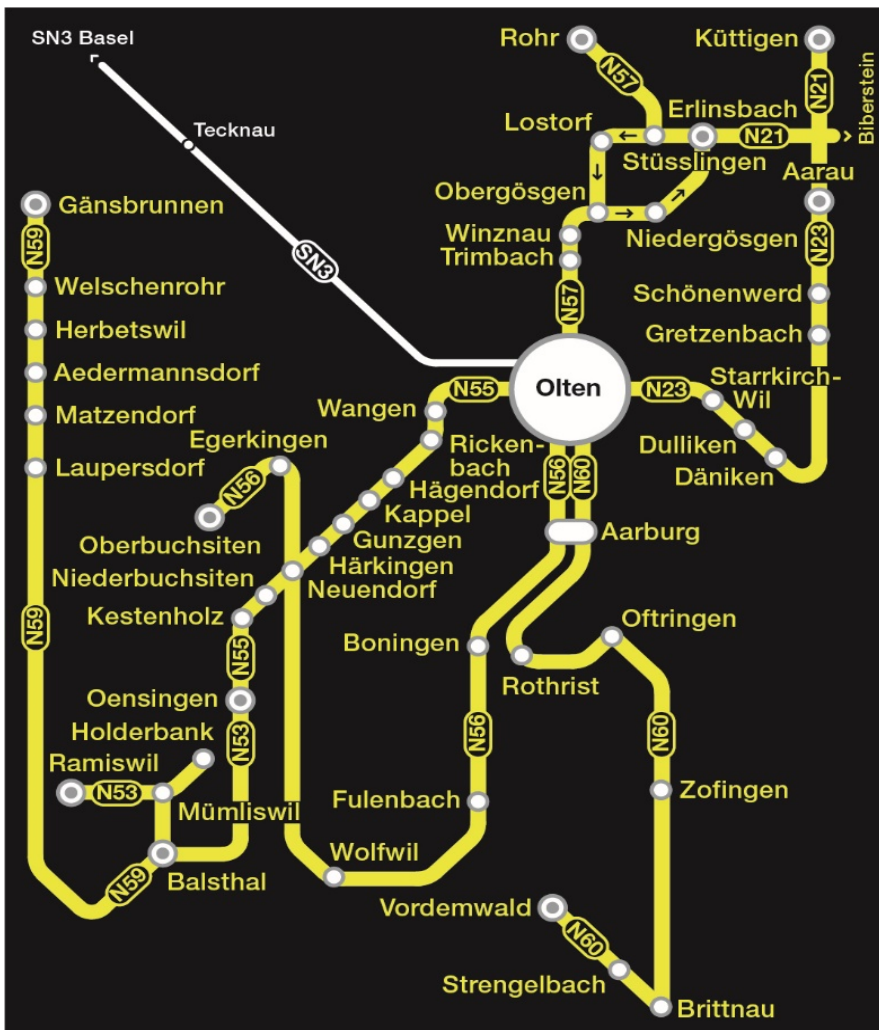 SN3 Basel
Tecknau
SN3
Rohr
N57
Küttigen
N21
Erlinsbach
N21
Biberstein
Lostorf
Stüsslingen
Aarau
Obergösgen
Niedergösgen
N23
Winznau
Trimbach
N57
Schönenwerd
Gretzenbach
Gänsbrunnen
N59
Welschenrohr
Herbetswil
Aedermannsdorf
Matzendorf
Laupersdorf
N59
Olten
N55
N23
Starrkirch-
Wil
Dulliken
Däniken
Wangen
Ricken-
bach
Hägendorf
Kappel
Gunzgen
Härkingen
Neuendorf
Egerkingen
N56
Oberbuchsiten
Niederbuchsiten
Kestenholz
N55
Oensingen
N53
Holderbank
Ramiswil
N53
Mümliswil
Balsthal
N59
N56
N60
Aarburg
Boningen
N56
Fulenbach
Wolfwil
Rothrist
Oftringen
N60
Zofingen
Vordemwald
N60
Strengelbach
Brittnau